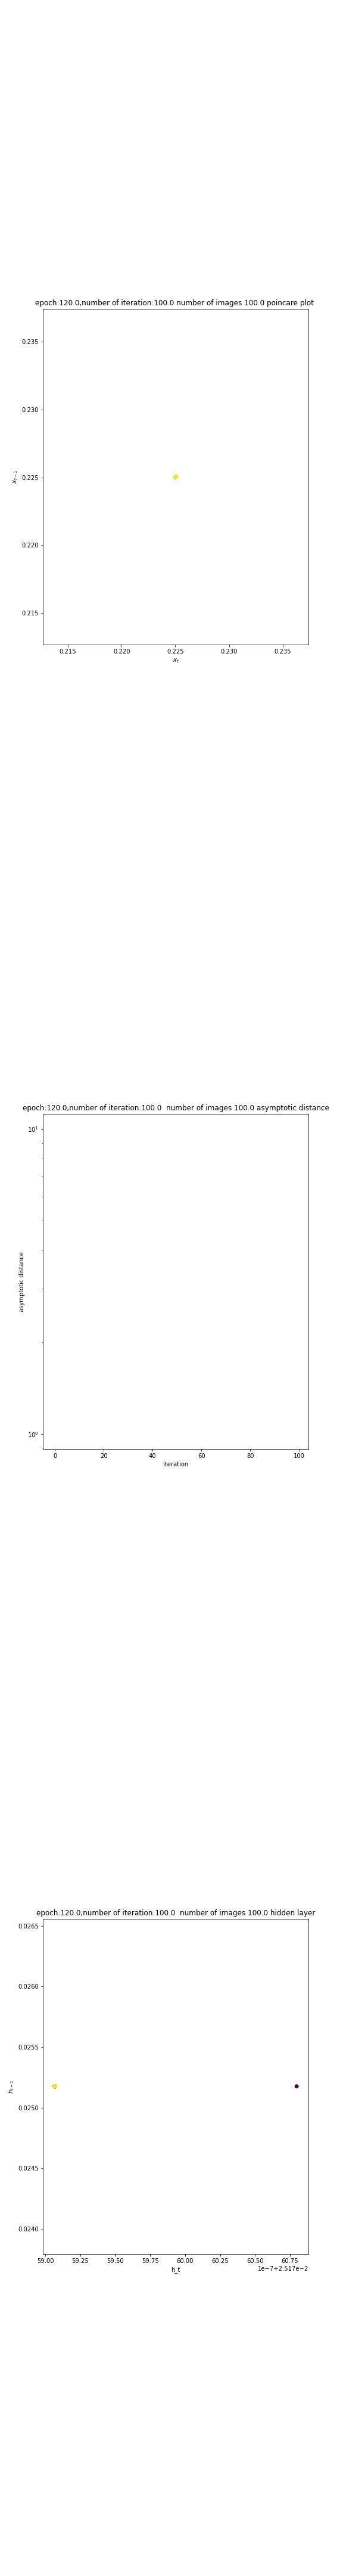 epoch:120.0,number of iteration:100.0 number of images 100.0 poincare plot
0.235
0.230
0.225
0.220
0.215
x_{t-1}
0.215 0.220 0.225 0.230 0.235
x_t
epoch:120.0,number of iteration:100.0  number of images 100.0 asymptotic distance
10^1
10^0
asymptotic distance
0 20 40 60 80 100
iteration
epoch:120.0,number of iteration:100.0  number of images 100.0 hidden layer
0.0265
0.0260
0.0255
0.0250
0.0245
0.0240
h_{t-1}
59.00 59.25 59.50 59.75 60.00 60.25 60.50 60.75
h_t
1e−7+2.517e−2